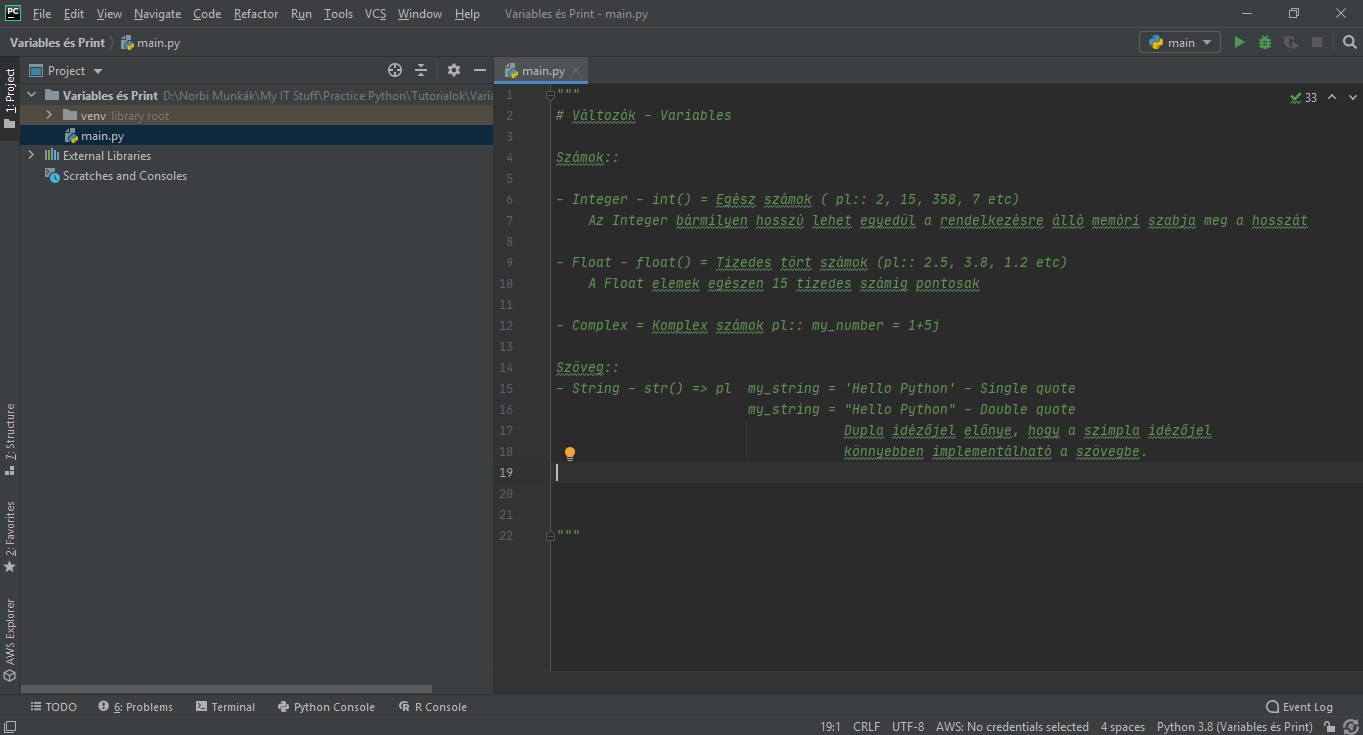 PC File Edit View Navigate Code Refactor Run Tools VCS Window Help Variables és Print - main.py
Variables és Print main.py main
1: Project
Project
main.py
Variables és Print D:\Norbi Munkák\My IT Stuff\Practice Python\Tutorialok\Varia
venv library root
main.py
External Libraries
Scratches and Consoles
7: Structure
2: Favorites
AWS Explorer
33
1 """
2 # Változók - Variables
3
4 Számok::
5
6 - Integer - int() = Egész számok ( pl:: 2, 15, 358, 7 etc)
7 Az Integer bármilyen hosszú lehet egyedül a rendelkezésre álló memóri szabja meg a hosszát
8
9 - Float - float() = Tizedes tört számok (pl:: 2.5, 3.8, 1.2 etc)
10 A Float elemek egészen 15 tizedes számig pontosak
11
12 - Complex = Komplex számok pl:: my_number = 1+5j
13
14 Szöveg::
15 - String - str() => pl my_string = 'Hello Python' - Single quote
16 my_string = "Hello Python" - Double quote
17 Dupla idézőjel előnye, hogy a szimpla idézőjel
18 könnyebben implementálható a szövegbe.
19
20
21
22 """
TODO 6: Problems Terminal Python Console R Console Event Log
19:1 CRLF UTF-8 AWS: No credentials selected 4 spaces Python 3.8 (Variables és Print)